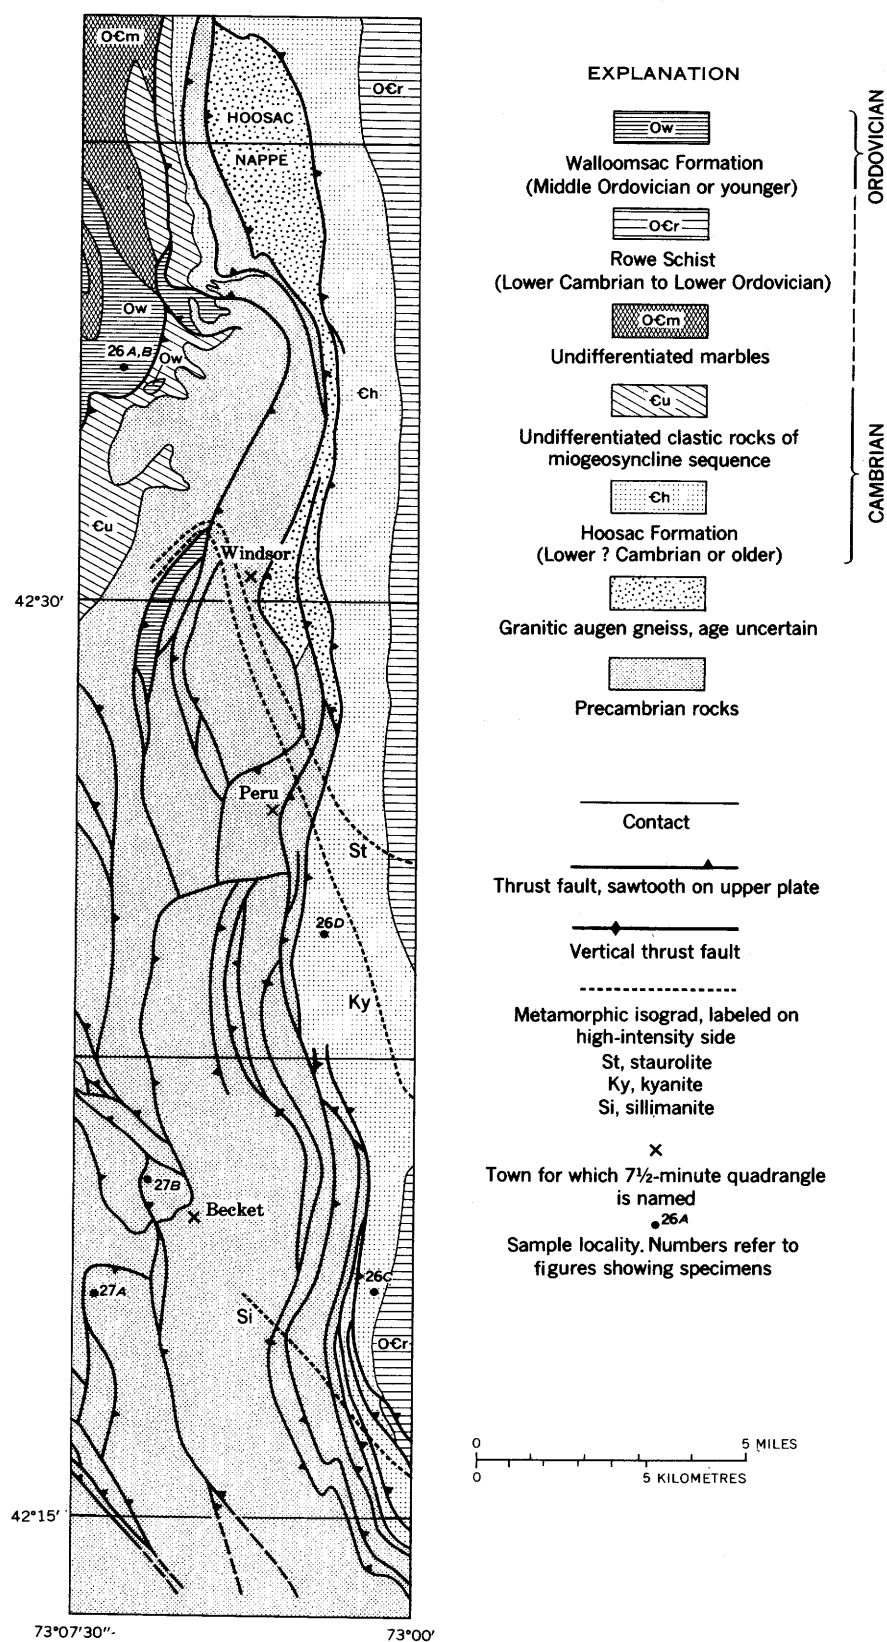 O€m
O€r
HOOSAC
NAPPE
Ow
26A,B
Ow
€h
€u
Windsor
42°30′
Peru
St
26D
Ky
27B
Becket
26C
27A
Si
O€r
42°15′
73°07′30″
73°00′
EXPLANATION
Ow
Walloomsac Formation
(Middle Ordovician or younger)
O€r
Rowe Schist
(Lower Cambrian to Lower Ordovician)
O€m
Undifferentiated marbles
€u
Undifferentiated clastic rocks of
miogeosyncline sequence
€h
Hoosac Formation
(Lower ? Cambrian or older)
Granitic augen gneiss, age uncertain
Precambrian rocks
ORDOVICIAN
CAMBRIAN
Contact
Thrust fault, sawtooth on upper plate
Vertical thrust fault
Metamorphic isograd, labeled on
high-intensity side
St, staurolite
Ky, kyanite
Si, sillimanite
Town for which 7½-minute quadrangle
is named
26A
Sample locality. Numbers refer to
figures showing specimens
0 5 MILES
0 5 KILOMETRES